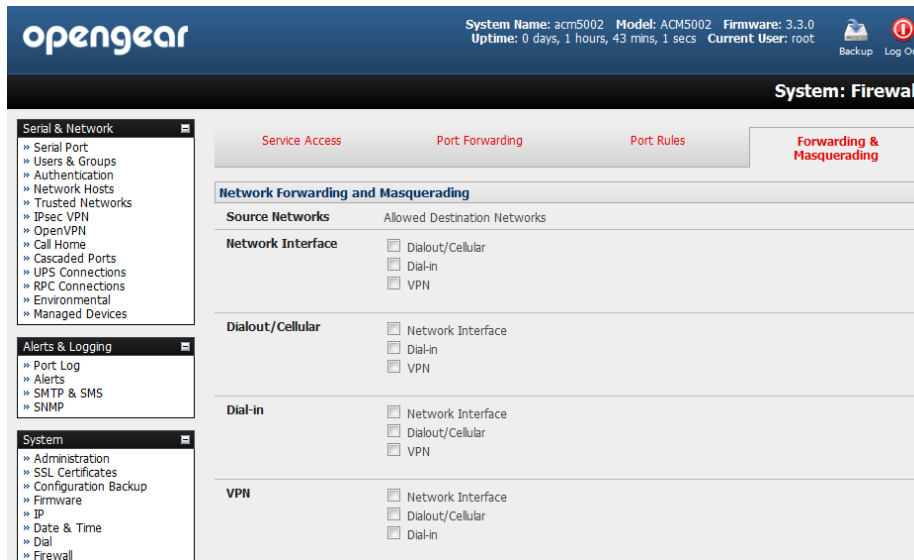 opengear
System Name: acm5002 Model: ACM5002 Firmware: 3.3.0
Uptime: 0 days, 1 hours, 43 mins, 1 secs Current User: root
Backup
Log O
System: Firewal
Serial & Network
» Serial Port
» Users & Groups
» Authentication
» Network Hosts
» Trusted Networks
» IPsec VPN
» OpenVPN
» Call Home
» Cascaded Ports
» UPS Connections
» RPC Connections
» Environmental
» Managed Devices
Alerts & Logging
» Port Log
» Alerts
» SMTP & SMS
» SNMP
System
» Administration
» SSL Certificates
» Configuration Backup
» Firmware
» IP
» Date & Time
» Dial
» Firewall
Service Access
Port Forwarding
Port Rules
Forwarding &
Masquerading
Network Forwarding and Masquerading
Source Networks Allowed Destination Networks
Network Interface Dialout/Cellular
Dial-in
VPN
Dialout/Cellular Network Interface
Dial-in
VPN
Dial-in Network Interface
Dialout/Cellular
VPN
VPN Network Interface
Dialout/Cellular
Dial-in